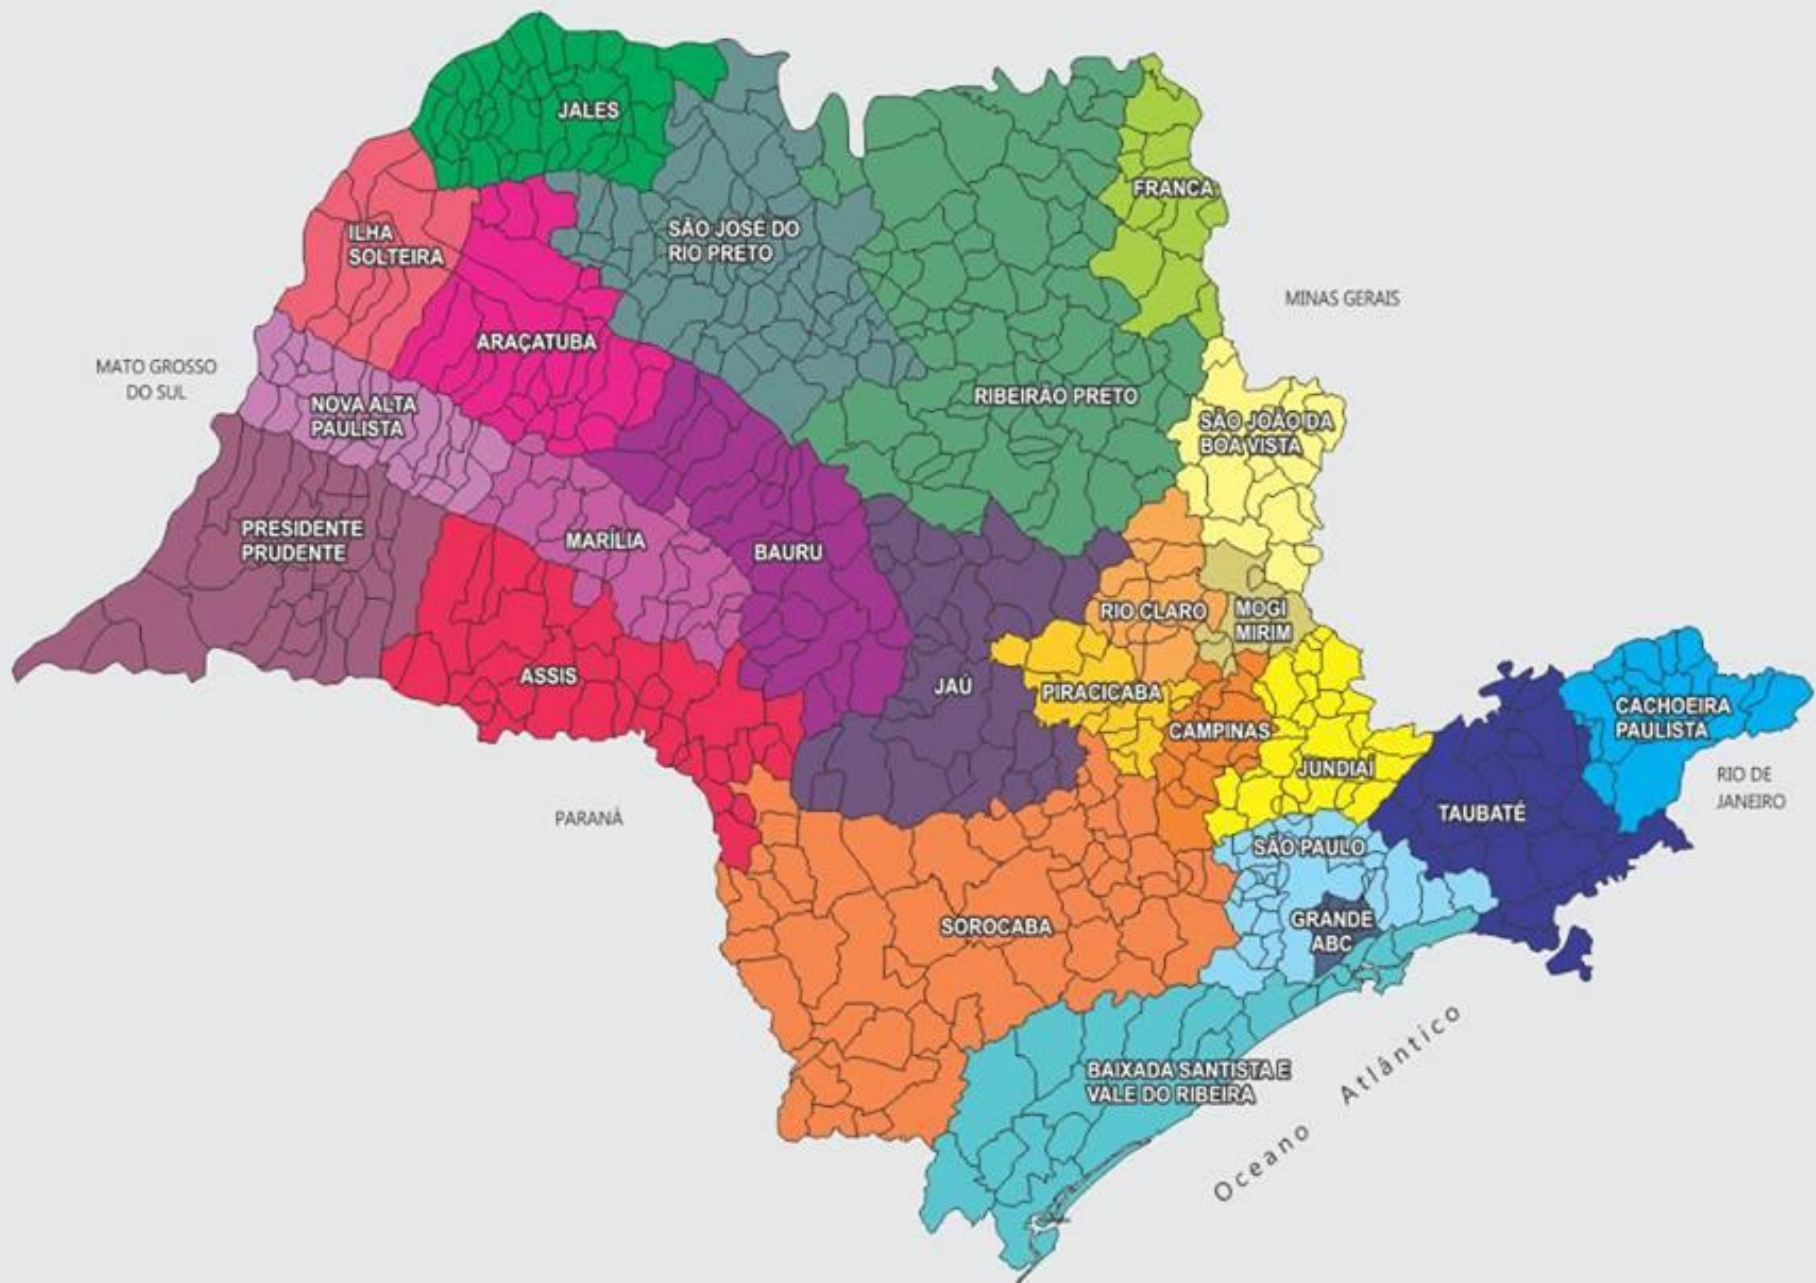 JALES
FRANCA
ILHA
SOLTEIRA
SÃO JOSÉ DO
RIO PRETO
MINAS GERAIS
ARAÇATUBA
MATO GROSSO
DO SUL
NOVA ALTA
PAULISTA
RIBEIRÃO PRETO
SÃO JOÃO DA
BOA VISTA
PRESIDENTE
PRUDENTE
MARÍLIA
BAURU
RIO CLARO
MOGI
MIRIM
ASSIS
JAÚ
PIRACICABA
CAMPINAS
CACHOEIRA
PAULISTA
JUNDIAÍ
RIO DE
JANEIRO
PARANÁ
TAUBATÉ
SÃO PAULO
SOROCABA
GRANDE
ABC
BAIXADA SANTISTA E
VALE DO RIBEIRA
Oceano Atlântico